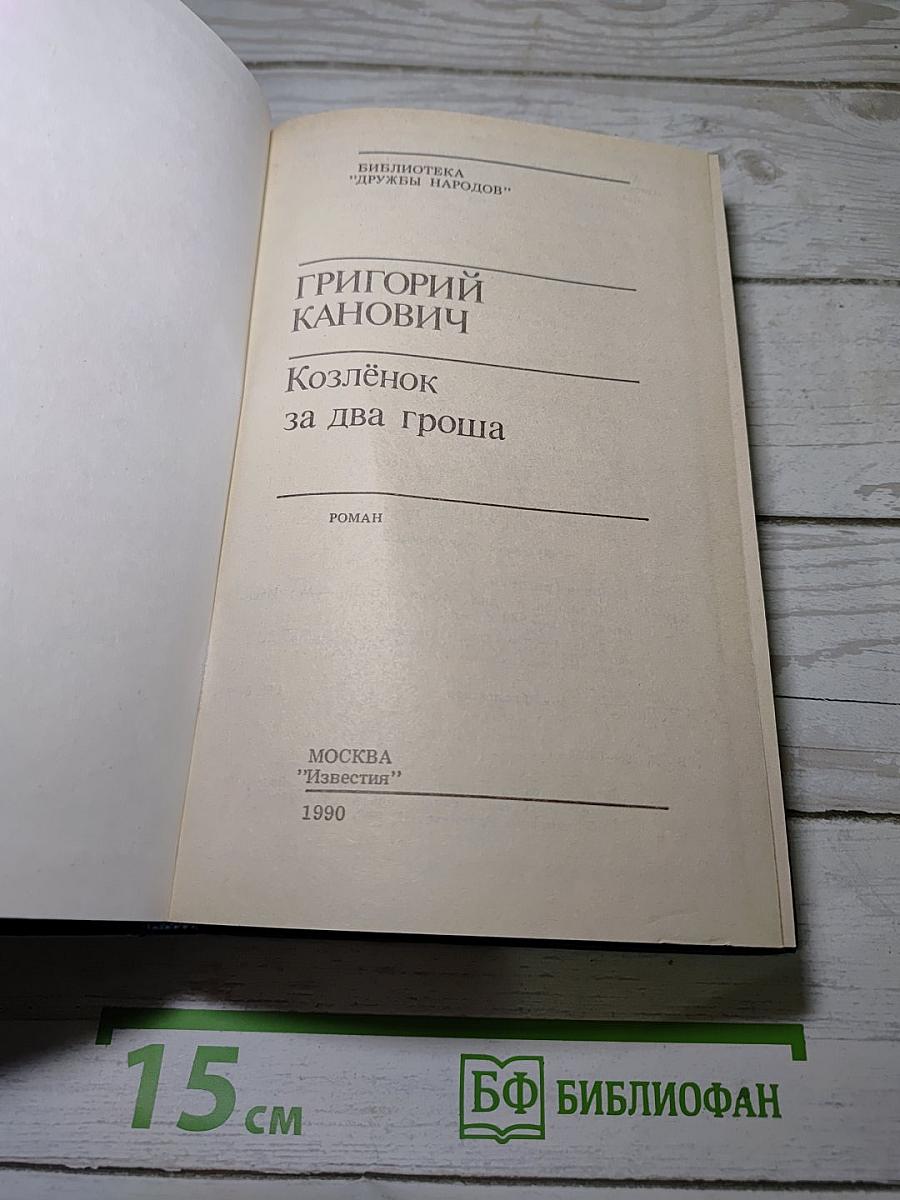 БИБЛИОТЕКА
"ДРУЖБЫ НАРОДОВ"
ГРИГОРИЙ
КАНОВИЧ
Козлёнок
за два гроша
РОМАН
МОСКВА
"Известия"
1990
15 см
БФ БИБЛИОФАН